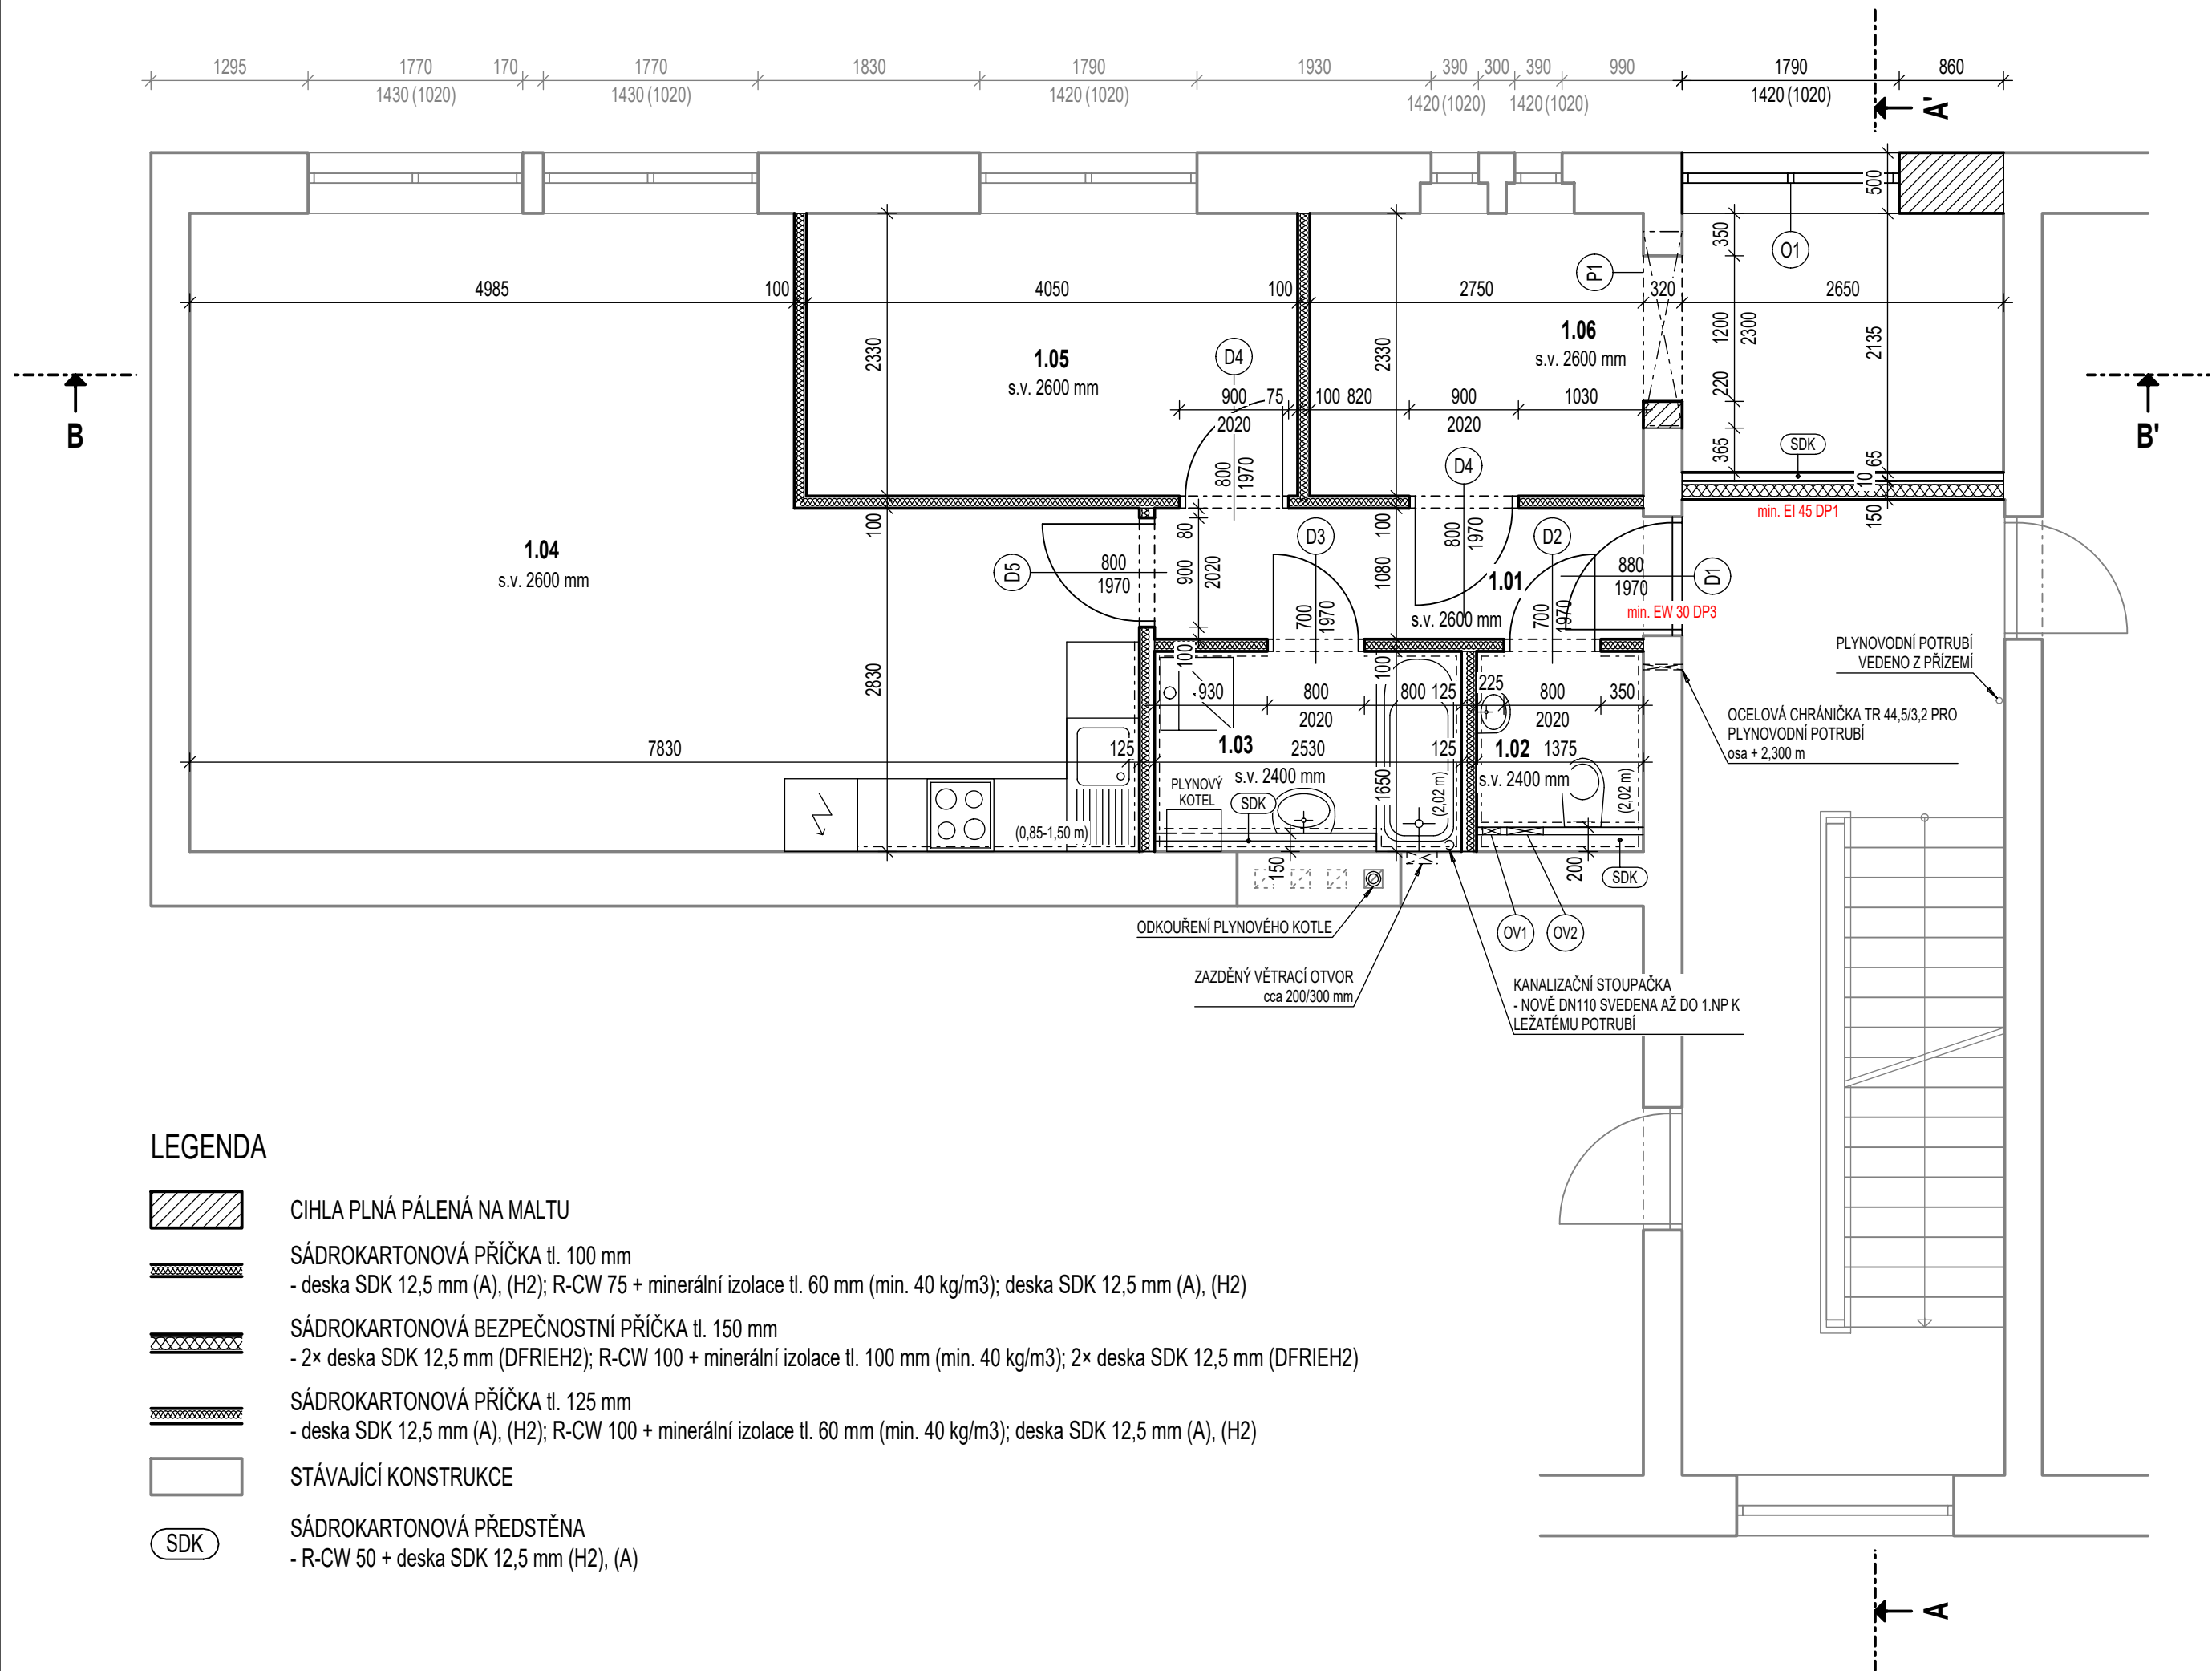 1295
1770
170
1770
1830
1790
1930
390
300
390
990
1790
860
1430 (1020)
1430 (1020)
1420 (1020)
1420 (1020)
1420 (1020)
1420 (1020)
A'
500
350
O1
P1
4985
100
4050
100
2750
320
2650
1.06
s.v. 2600 mm
1200
2300
2135
2330
1.05
s.v. 2600 mm
D4
2330
B
B'
900
75
100
820
900
1030
2020
2020
220
365
SDK
65
10
800
1970
D4
min. EI 45 DP1
150
1.04
s.v. 2600 mm
100
80
D3
100
800
1970
D2
D5
800
1970
900
2020
1080
1.01
880
1970
D1
min. EW 30 DP3
700
1970
s.v. 2600 mm
700
1970
PLYNOVODNÍ POTRUBÍ
VEDENO Z PŘÍZEMÍ
2830
100
100
930
800
800
125
225
800
350
2020
2020
OCELOVÁ CHRÁNIČKA TR 44,5/3,2 PRO
PLYNOVODNÍ POTRUBÍ
osa + 2,300 m
7830
125
1.03
2530
125
1.02
1375
s.v. 2400 mm
s.v. 2400 mm
PLYNOVÝ
KOTEL
SDK
1650
(2,02 m)
(2,02 m)
(0,85-1,50 m)
150
200
SDK
ODKOUŘENÍ PLYNOVÉHO KOTLE
OV1
OV2
ZAZDĚNÝ VĚTRACÍ OTVOR
cca 200/300 mm
KANALIZAČNÍ STOUPAČKA
- NOVĚ DN110 SVEDENA AŽ DO 1.NP K
LEŽATÉMU POTRUBÍ
LEGENDA
CIHLA PLNÁ PÁLENÁ NA MALTU
SÁDROKARTONOVÁ PŘÍČKA tl. 100 mm
- deska SDK 12,5 mm (A), (H2); R-CW 75 + minerální izolace tl. 60 mm (min. 40 kg/m3); deska SDK 12,5 mm (A), (H2)
SÁDROKARTONOVÁ BEZPEČNOSTNÍ PŘÍČKA tl. 150 mm
- 2× deska SDK 12,5 mm (DFRIEH2); R-CW 100 + minerální izolace tl. 100 mm (min. 40 kg/m3); 2× deska SDK 12,5 mm (DFRIEH2)
SÁDROKARTONOVÁ PŘÍČKA tl. 125 mm
- deska SDK 12,5 mm (A), (H2); R-CW 100 + minerální izolace tl. 60 mm (min. 40 kg/m3); deska SDK 12,5 mm (A), (H2)
STÁVAJÍCÍ KONSTRUKCE
SDK
SÁDROKARTONOVÁ PŘEDSTĚNA
- R-CW 50 + deska SDK 12,5 mm (H2), (A)
A